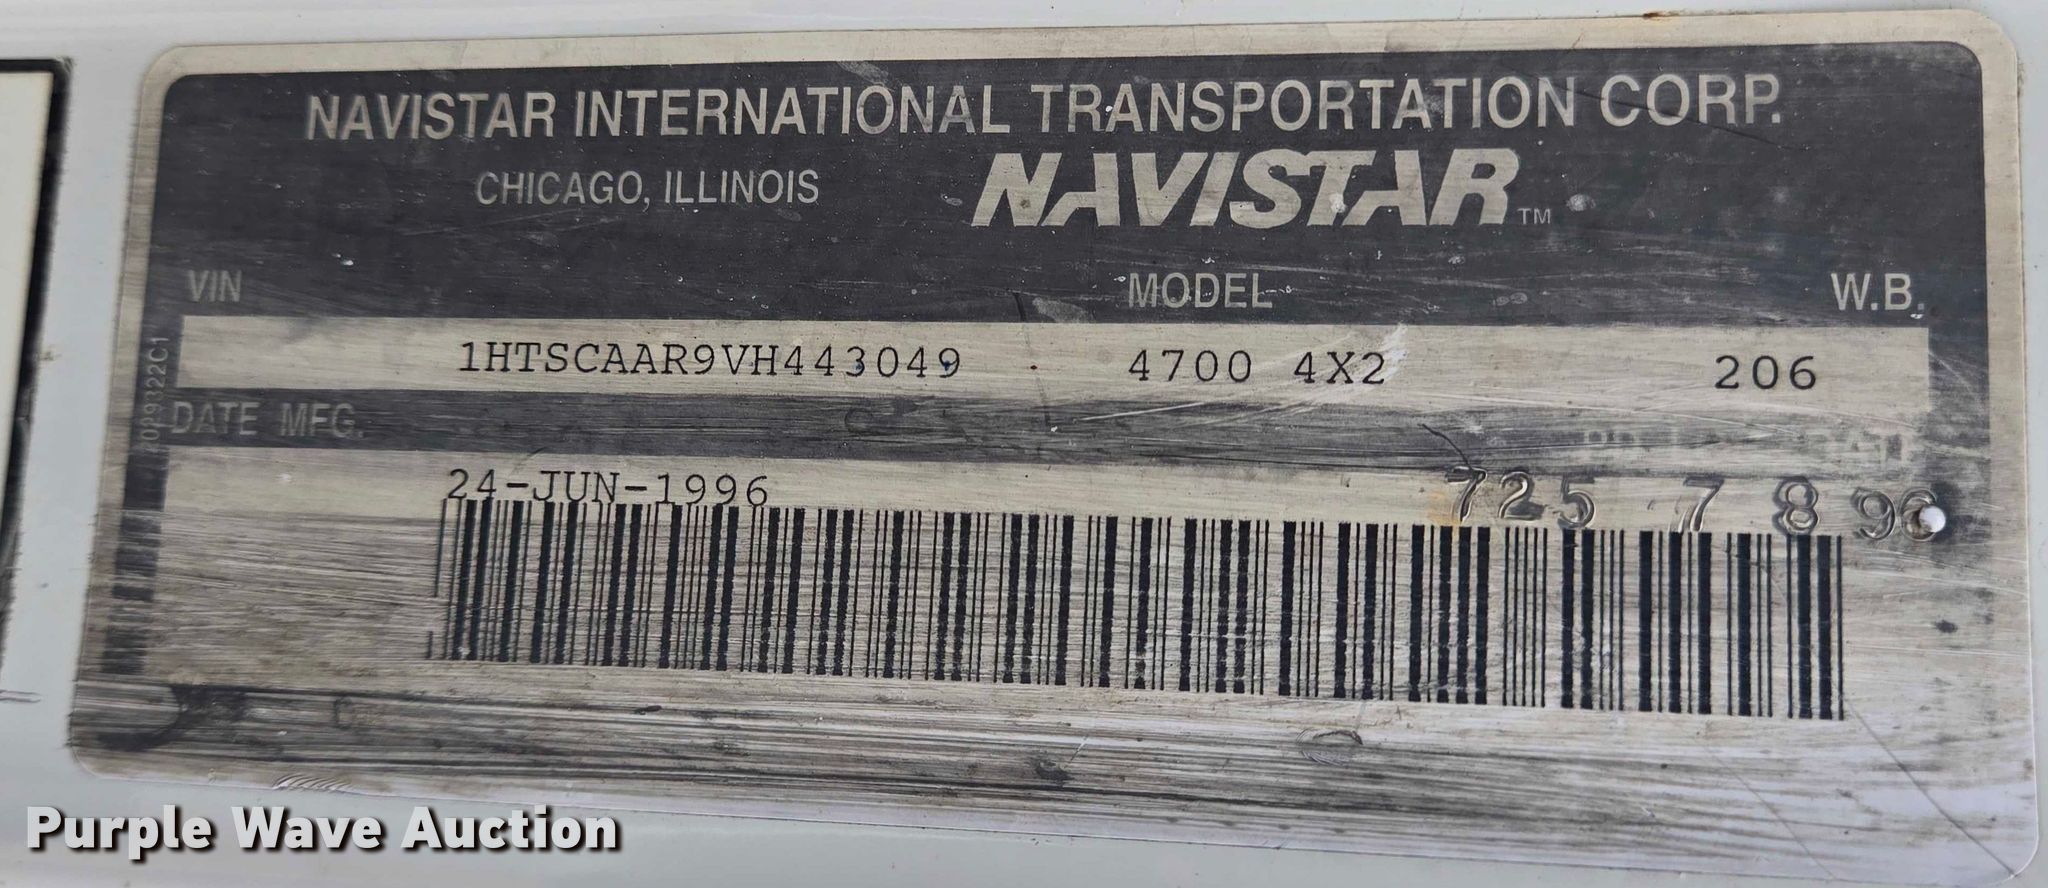 NAVISTAR INTERNATIONAL TRANSPORTATION CORP.
CHICAGO, ILLINOIS NAVISTAR™
VIN MODEL W.B.
1HTSCAAR9VH443049 4700 4X2 206
DATE MFG.
24-JUN-1996 725 7 8 96
Purple Wave Auction